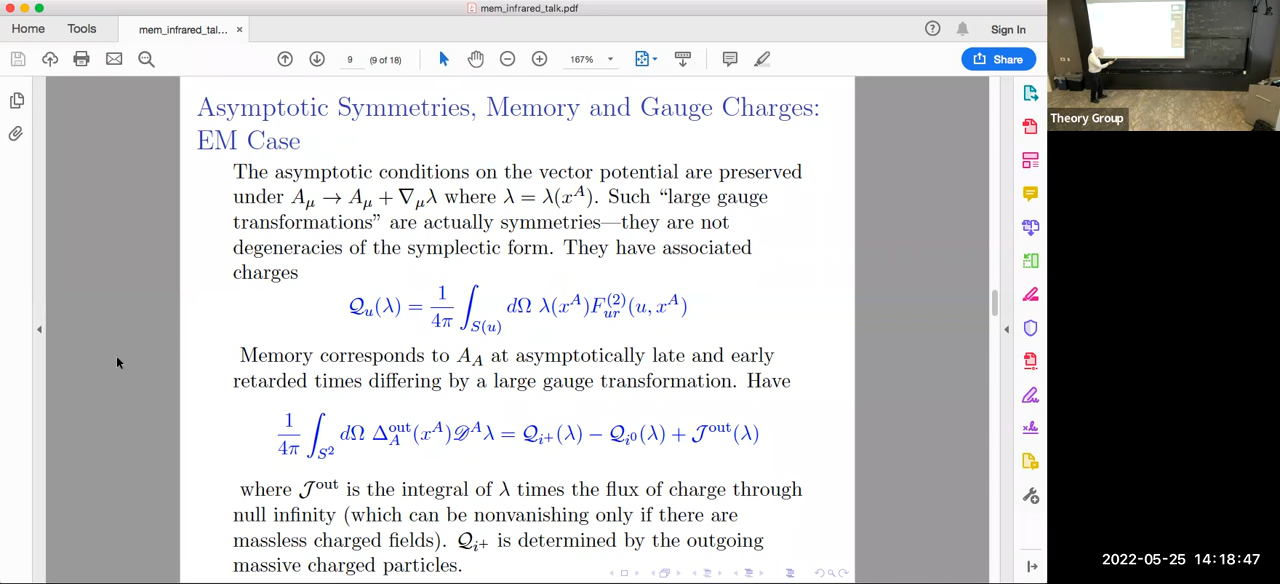 mem_infrared_talk.pdf
Home Tools mem_infrared_tal... × Sign In
9 (9 of 18) 167% Share
Asymptotic Symmetries, Memory and Gauge Charges:
EM Case
The asymptotic conditions on the vector potential are preserved
under A_μ → A_μ + ∇_μ λ where λ = λ(x^A). Such “large gauge
transformations” are actually symmetries—they are not
degeneracies of the symplectic form. They have associated
charges
𝒬_u(λ) = 1/4π ∫_{S(u)} dΩ λ(x^A) F_{ur}^{(2)}(u, x^A)
Memory corresponds to A_A at asymptotically late and early
retarded times differing by a large gauge transformation. Have
1/4π ∫_{S^2} dΩ Δ_A^{out}(x^A) 𝒟^A λ = 𝒬_{i^+}(λ) − 𝒬_{i^0}(λ) + 𝒥^{out}(λ)
where 𝒥^{out} is the integral of λ times the flux of charge through
null infinity (which can be nonvanishing only if there are
massless charged fields). 𝒬_{i^+} is determined by the outgoing
massive charged particles.
Theory Group
2022-05-25 14:18:47